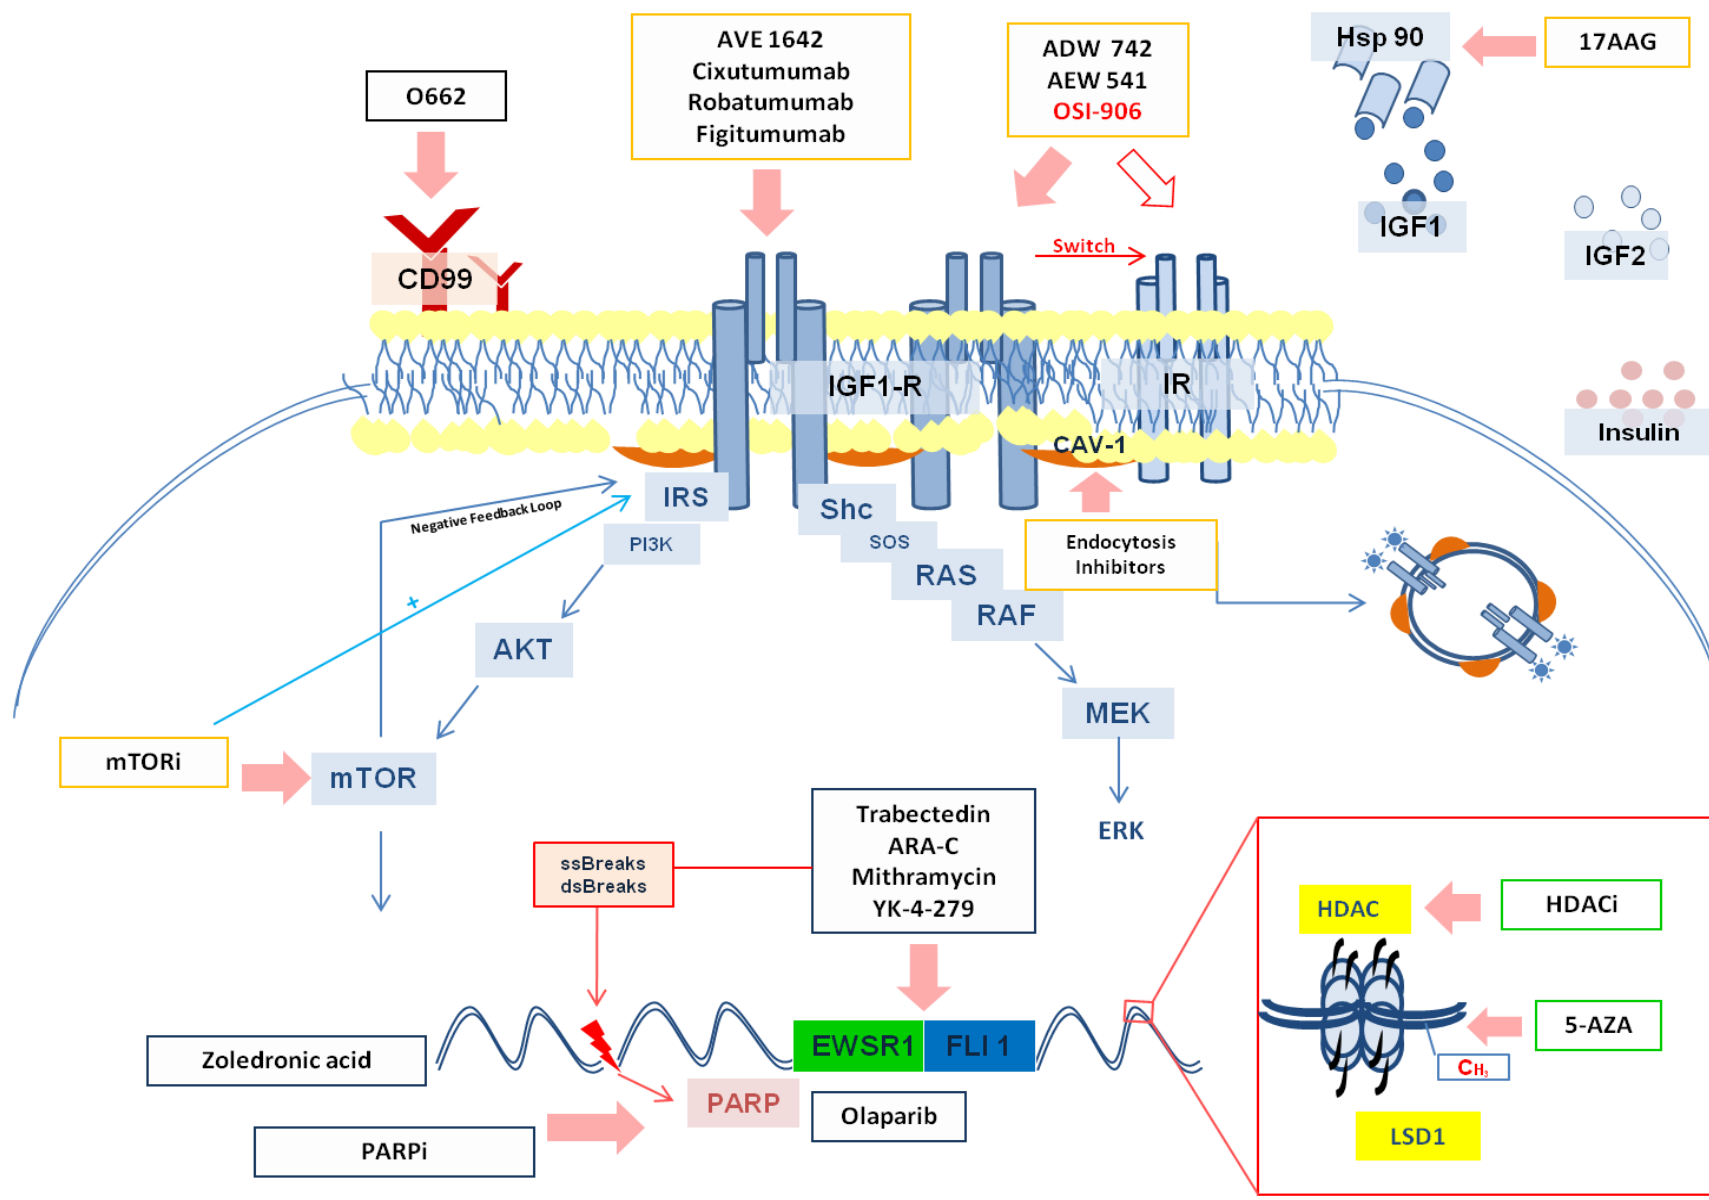 O662
AVE 1642
Cixutumumab
Robatumumab
Figitumumab
ADW 742
AEW 541
OSI-906
Hsp 90
17AAG
IGF1
IGF2
Switch
CD99
IGF1-R
IR
Insulin
CAV-1
IRS
Negative Feedback Loop
Shc
PI3K
SOS
Endocytosis
Inhibitors
RAS
RAF
+
AKT
MEK
mTORi
mTOR
ERK
Trabectedin
ARA-C
Mithramycin
YK-4-279
ssBreaks
dsBreaks
HDAC
HDACi
5-AZA
CH3
LSD1
EWSR1
FLI 1
Zoledronic acid
PARP
Olaparib
PARPi